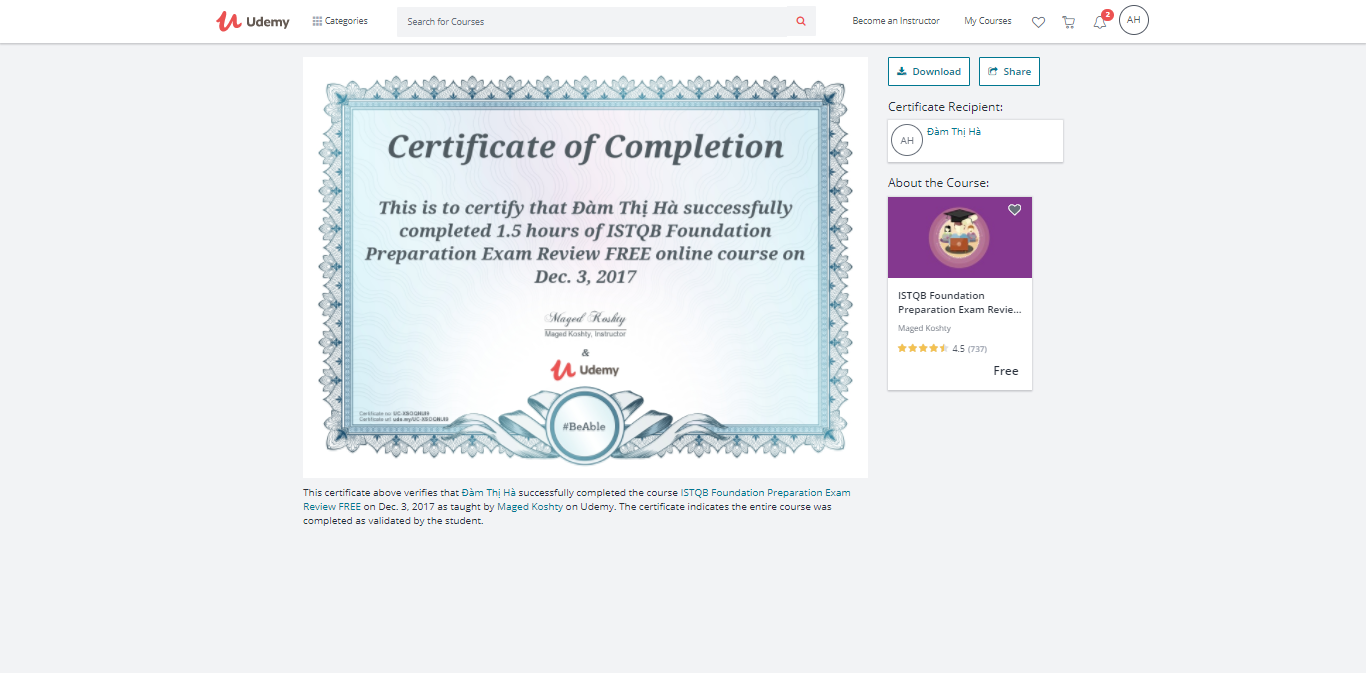 Udemy
Categories
Search for Courses
Become an Instructor
My Courses
2
AH
Certificate of Completion
This is to certify that Đàm Thị Hà successfully
completed 1.5 hours of ISTQB Foundation
Preparation Exam Review FREE online course on
Dec. 3, 2017
Maged Koshty
Maged Koshty, Instructor
&
Udemy
Certificate no:
Certificate url:
#BeAble
This certificate above verifies that Đàm Thị Hà successfully completed the course ISTQB Foundation Preparation Exam
Review FREE on Dec. 3, 2017 as taught by Maged Koshty on Udemy. The certificate indicates the entire course was
completed as validated by the student.
Download
Share
Certificate Recipient:
AH
Đàm Thị Hà
About the Course:
ISTQB Foundation
Preparation Exam Revie...
Maged Koshty
4.5 (737)
Free